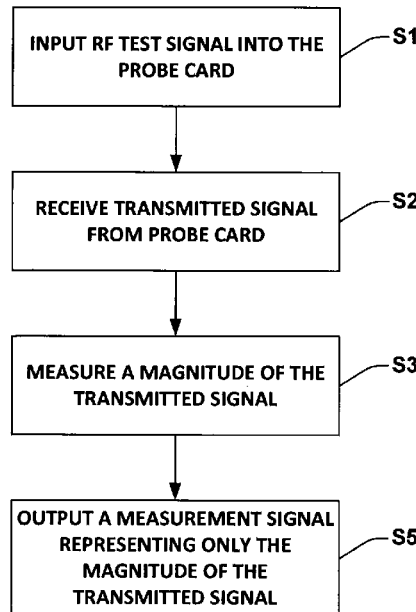 INPUT RF TEST SIGNAL INTO THE
PROBE CARD
S1
RECEIVE TRANSMITTED SIGNAL
FROM PROBE CARD
S2
MEASURE A MAGNITUDE OF THE
TRANSMITTED SIGNAL
S3
OUTPUT A MEASUREMENT SIGNAL
REPRESENTING ONLY THE
MAGNITUDE OF THE
TRANSMITTED SIGNAL
S5